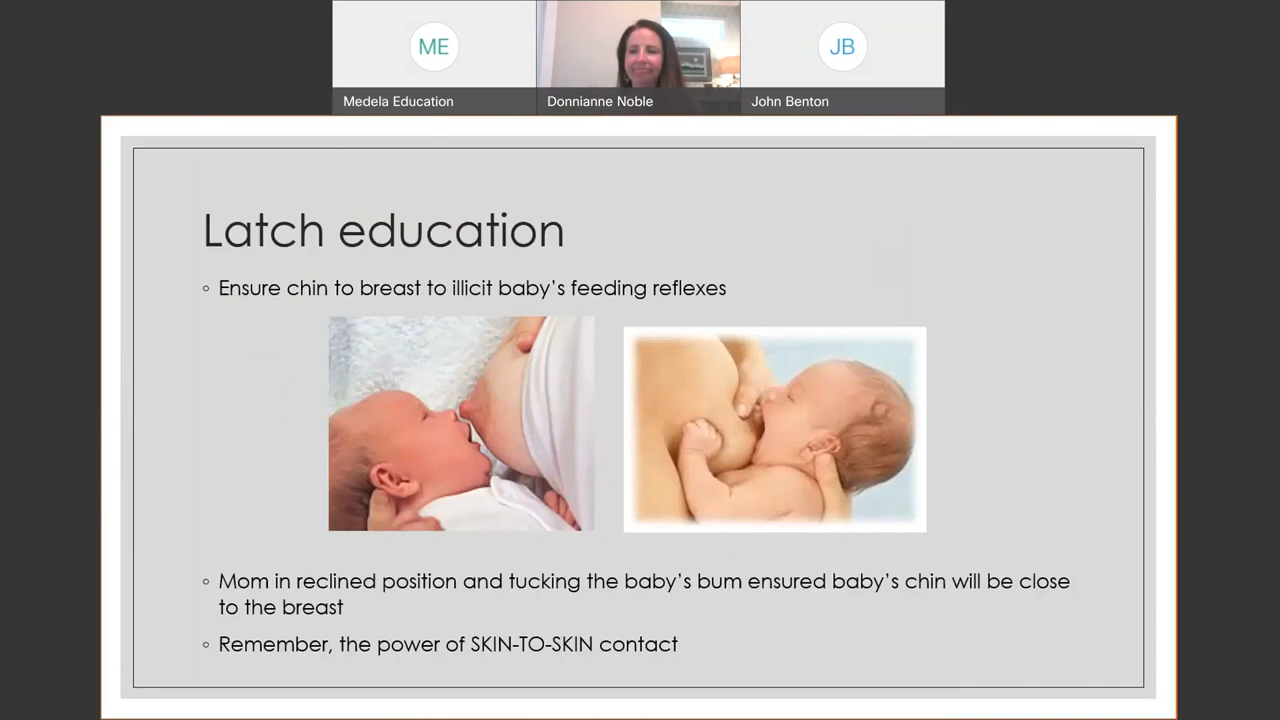 ME
JB
Medela Education
Donnianne Noble
John Benton
Latch education
◦ Ensure chin to breast to illicit baby’s feeding reflexes
◦ Mom in reclined position and tucking the baby’s bum ensured baby’s chin will be close
to the breast
◦ Remember, the power of SKIN-TO-SKIN contact